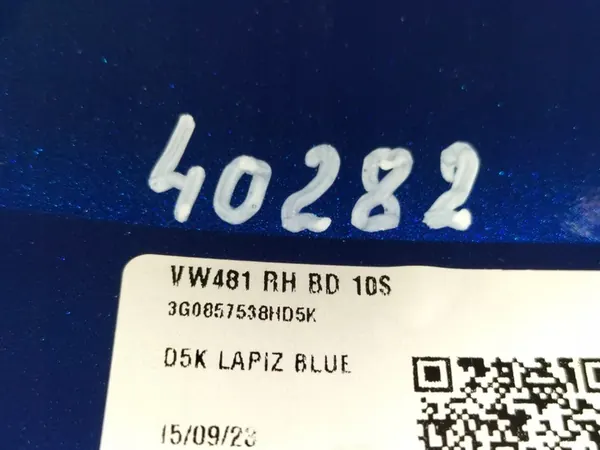 40282
VW481 RH BD 10S
3G0857538HD5K
D5K LAPIZ BLUE
15/09/23